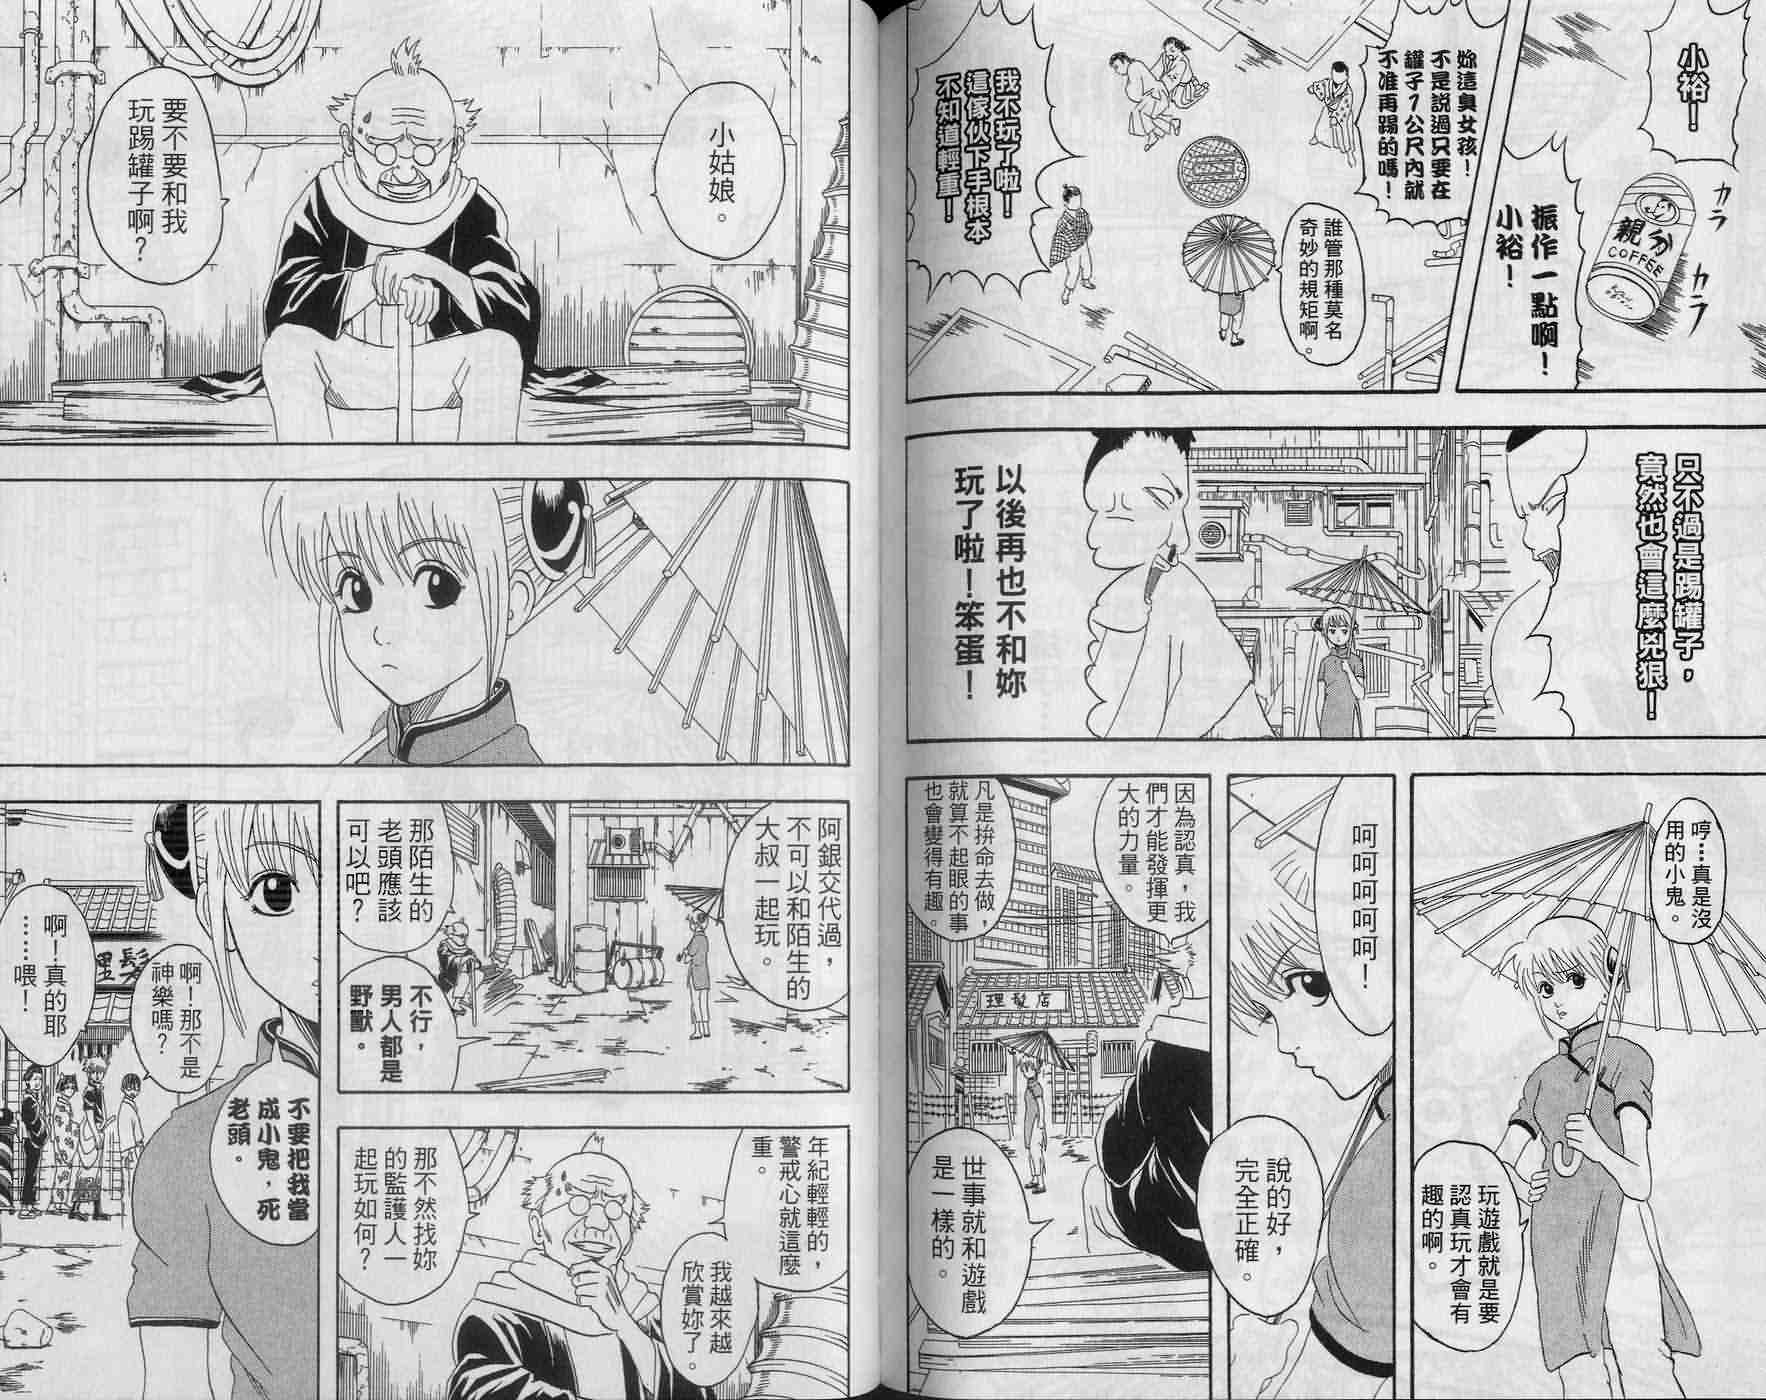 小裕！
カラ
カラ
親分
COFFEE
振作一點啊！
小裕！
妳這臭女孩！
不是說過只要在
罐子1公尺內就
不准再踢的嗎！
誰管那種莫名
奇妙的規矩啊。
我不玩了啦！
這傢伙下手根本
不知道輕重！
只不過是踢罐子，
竟然也會這麼兇狠！
以後再也不和妳
玩了啦！笨蛋！
哼…真是沒
用的小鬼。
玩遊戲就是要
認真玩才會有
趣的啊。
呵呵呵呵呵！
說的好，
完全正確。
因為認真，我
們才能發揮更
大的力量。
凡是拚命去做，
就算不起眼的事
也會變得有趣。
理髮店
世事就和遊戲
是一樣的。
小姑娘。
要不要和我
玩踢罐子啊？
阿銀交代過，
不可以和陌生的
大叔一起玩。
那陌生的
老頭應該
可以吧？
不行，
男人都是
野獸。
年紀輕輕的，
警戒心就這麼
重。
我越來越
欣賞妳了。
那不然找妳
的監護人一
起玩如何？
不要把我當
成小鬼，死
老頭。
理髮
啊！那不是
神樂嗎？
啊！真的耶
……喂！